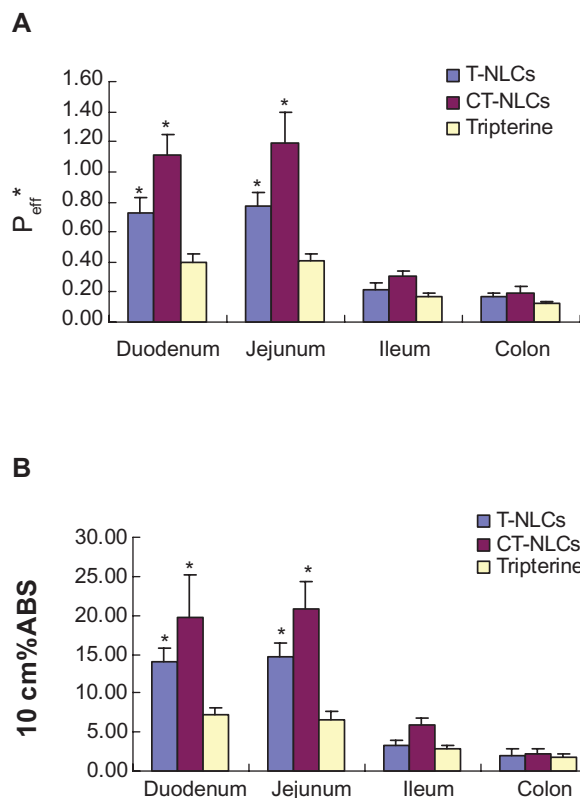 A
1.60
1.40
1.20
1.00
0.80
0.60
0.40
0.20
0.00
P eff *
T-NLCs
CT-NLCs
Tripterine
* * * *
Duodenum Jejunum Ileum Colon
B
30.00
25.00
20.00
15.00
10.00
5.00
0.00
10 cm%ABS
T-NLCs
CT-NLCs
Tripterine
* * * *
Duodenum Jejunum Ileum Colon